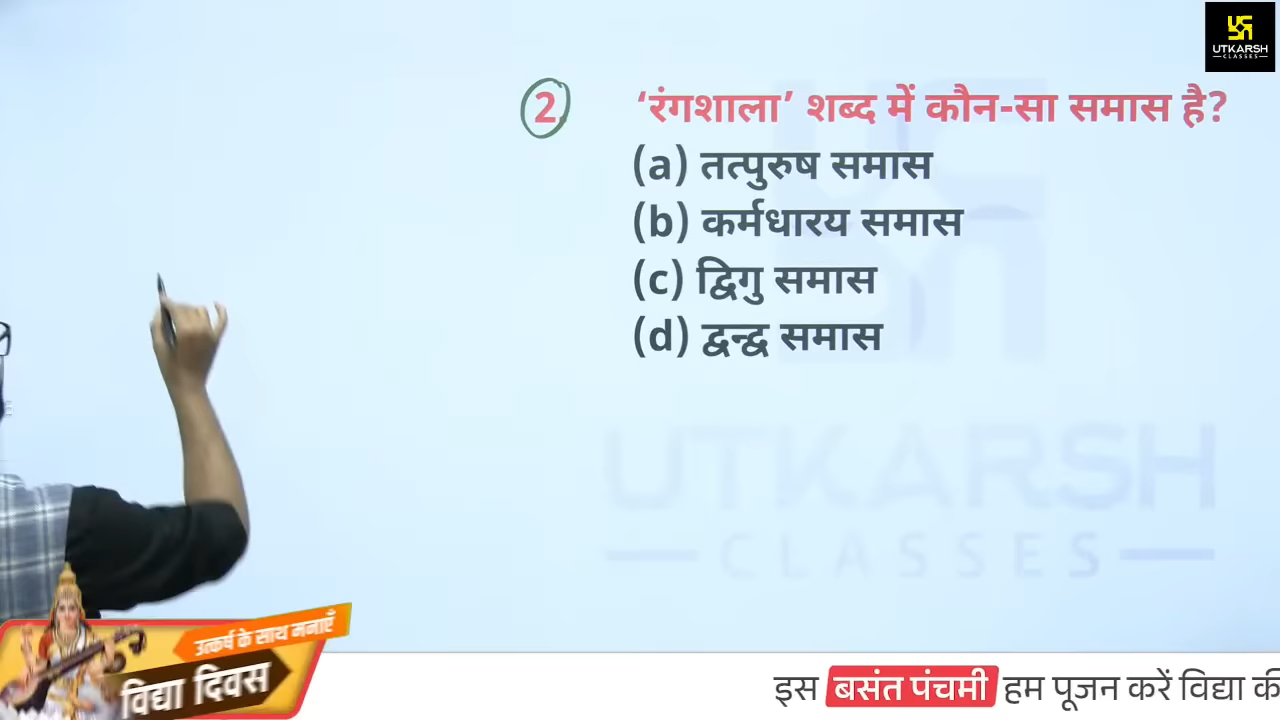 UTKARSH
CLASSES
2. ‘रंगशाला’ शब्द में कौन-सा समास है?
(a) तत्पुरुष समास
(b) कर्मधारय समास
(c) द्विगु समास
(d) द्वन्द्व समास
UTKARSH
CLASSES
उत्कर्ष के साथ मनाएँ
विद्या दिवस
इस बसंत पंचमी हम पूजन करें विद्या की